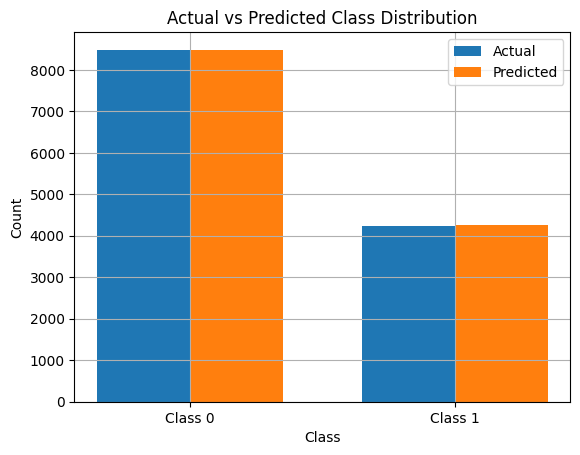 Actual vs Predicted Class Distribution
Actual
Predicted
8000
7000
6000
5000
4000
3000
2000
1000
0
Count
Class 0
Class 1
Class